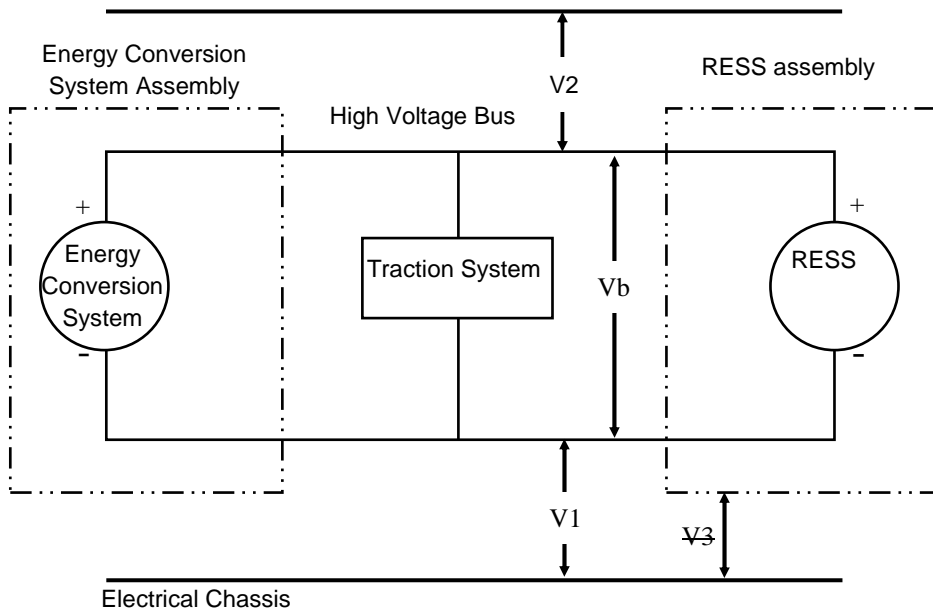 Energy Conversion
System Assembly
V2
RESS assembly
High Voltage Bus
+
+
Energy
Conversion
System
Traction System
Vb
RESS
-
-
V1
V3
Electrical Chassis